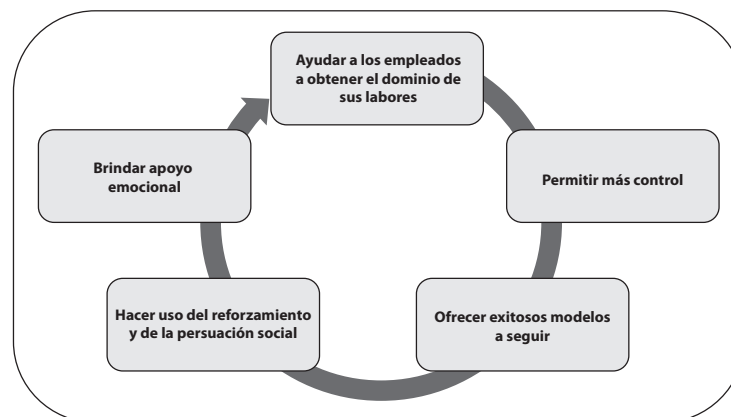 Ayudar a los empleados
a obtener el dominio de
sus labores
Permitir más control
Ofrecer exitosos modelos
a seguir
Hacer uso del reforzamiento
y de la persuación social
Brindar apoyo
emocional